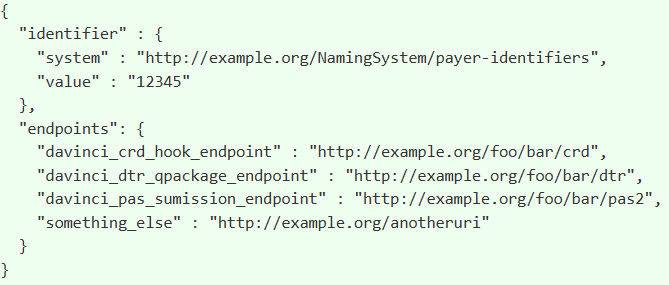 {
  "identifier" : {
    "system" : "http://example.org/NamingSystem/payer-identifiers",
    "value" : "12345"
  },
  "endpoints": {
    "davinci_crd_hook_endpoint" : "http://example.org/foo/bar/crd",
    "davinci_dtr_qpackage_endpoint" : "http://example.org/foo/bar/dtr",
    "davinci_pas_sumission_endpoint" : "http://example.org/foo/bar/pas2",
    "something_else" : "http://example.org/anotheruri"
  }
}